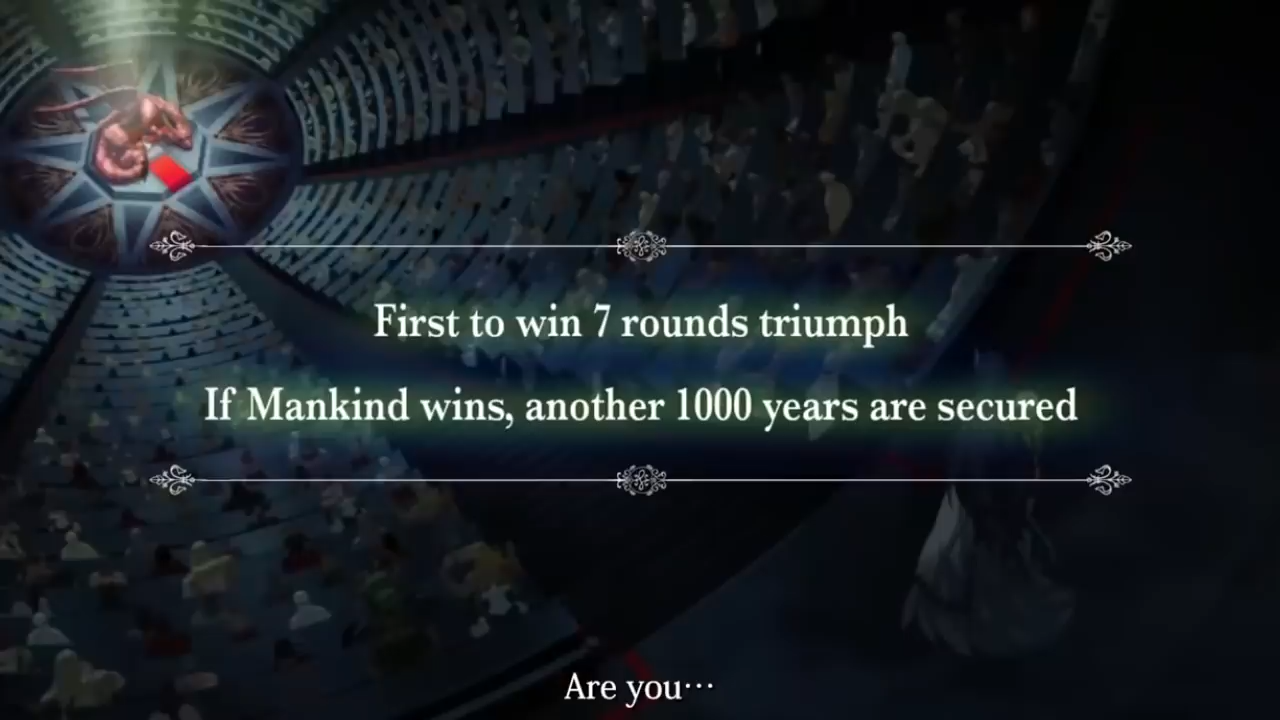 First to win 7 rounds triumph
If Mankind wins, another 1000 years are secured
Are you…